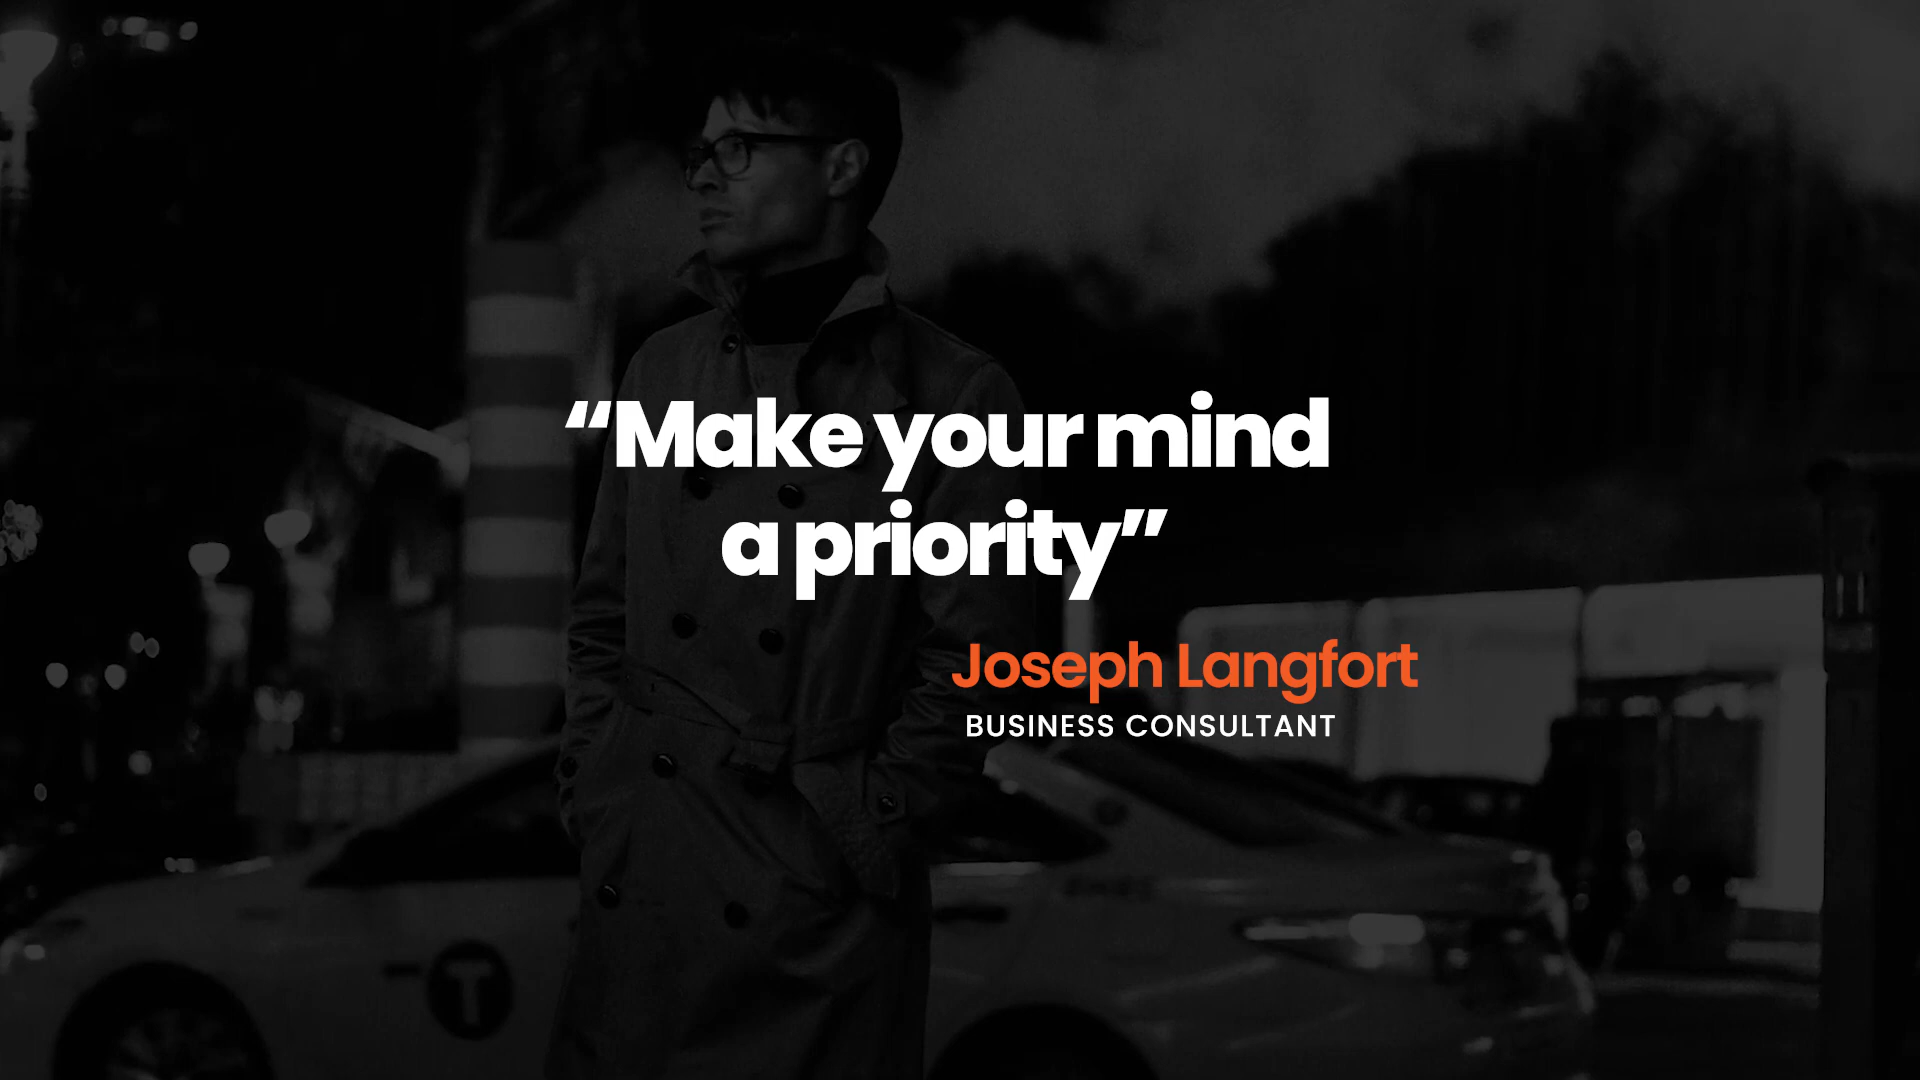 “Make your mind
a priority”
Joseph Langfort
BUSINESS CONSULTANT
T